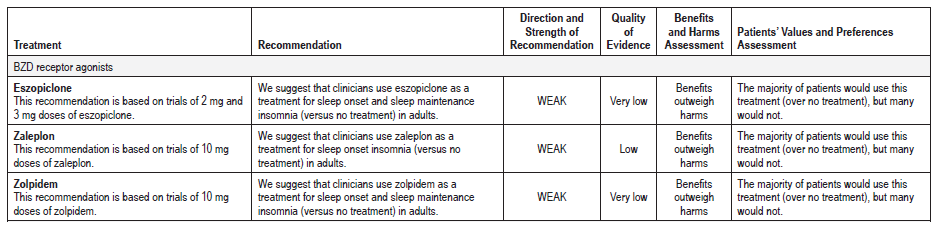 Treatment
Recommendation
Direction and
Strength of
Recommendation
Quality
of
Evidence
Benefits
and Harms
Assessment
Patients' Values and Preferences
Assessment
BZD receptor agonists
Eszopiclone
This recommendation is based on trials of 2 mg and
3 mg doses of eszopiclone.
We suggest that clinicians use eszopiclone as a
treatment for sleep onset and sleep maintenance
insomnia (versus no treatment) in adults.
WEAK
Very low
Benefits
outweigh
harms
The majority of patients would use this
treatment (over no treatment), but many
would not.
Zaleplon
This recommendation is based on trials of 10 mg
doses of zaleplon.
We suggest that clinicians use zaleplon as a
treatment for sleep onset insomnia (versus no
treatment) in adults.
WEAK
Low
Benefits
outweigh
harms
The majority of patients would use this
treatment (over no treatment), but many
would not.
Zolpidem
This recommendation is based on trials of 10 mg
doses of zolpidem.
We suggest that clinicians use zolpidem as a
treatment for sleep onset and sleep maintenance
insomnia (versus no treatment) in adults.
WEAK
Very low
Benefits
outweigh
harms
The majority of patients would use this
treatment (over no treatment), but many
would not.